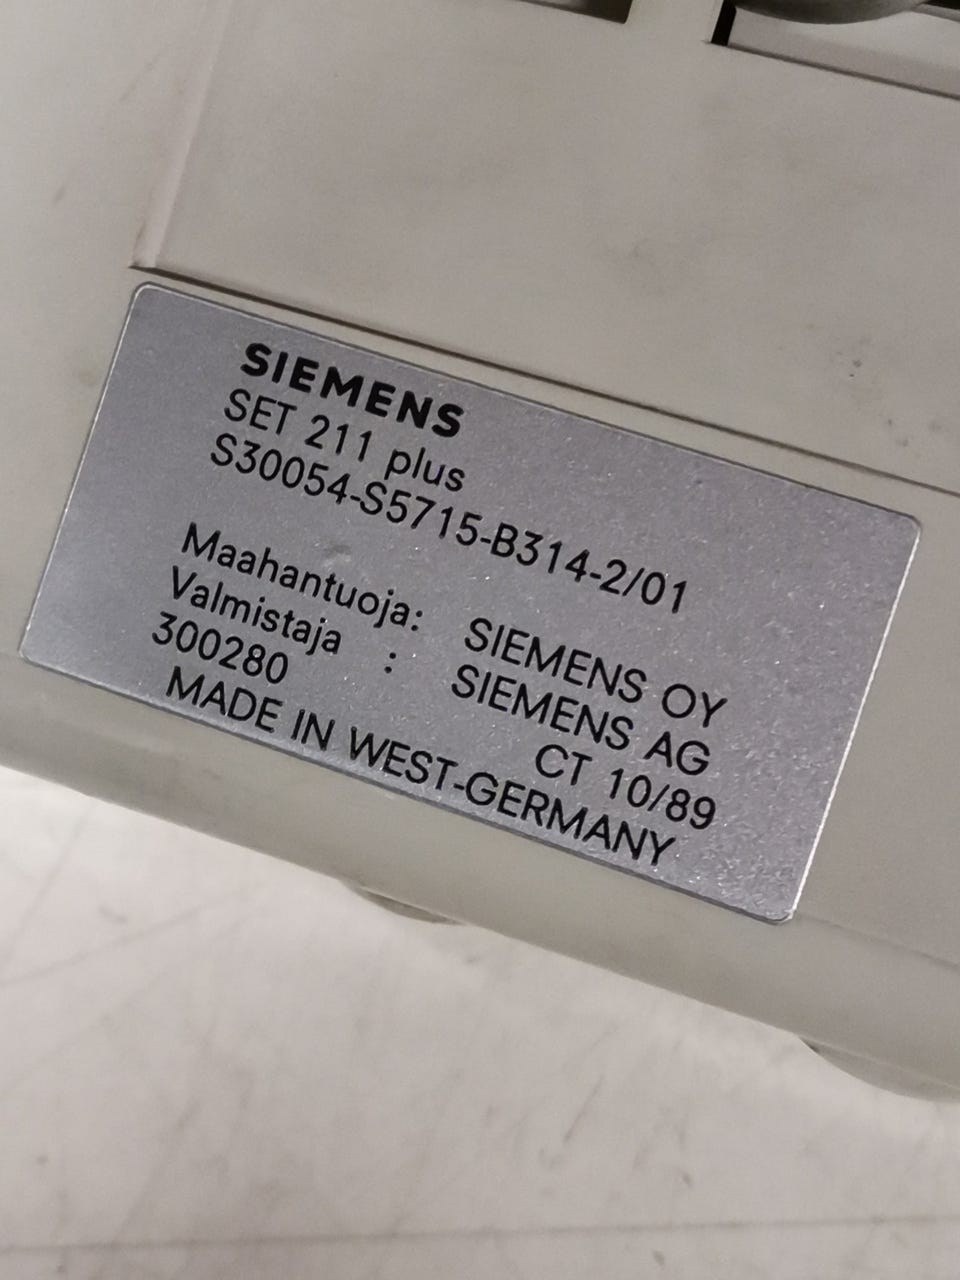 SIEMENS
SET 211 plus
S30054-S5715-B314-2/01
Maahantuoja: SIEMENS OY
Valmistaja : SIEMENS AG
300280 CT 10/89
MADE IN WEST-GERMANY